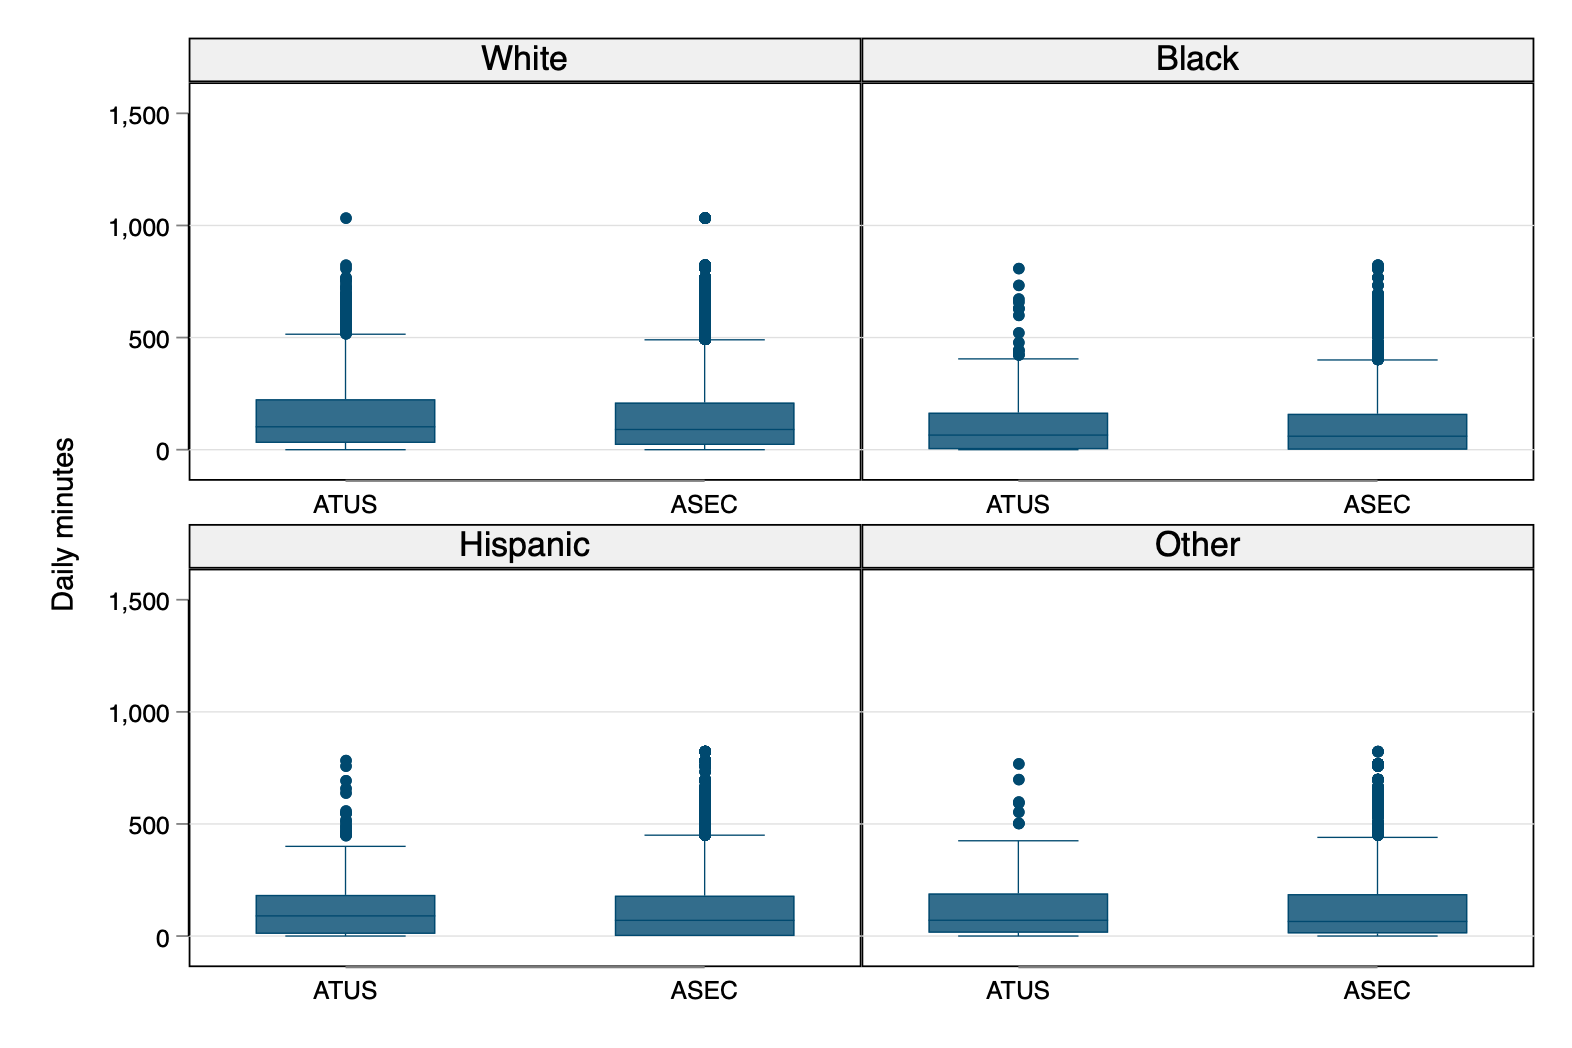 White
Black
1,500
1,000
500
0
ATUS
ASEC
ATUS
ASEC
Daily minutes
Hispanic
Other
1,500
1,000
500
0
ATUS
ASEC
ATUS
ASEC